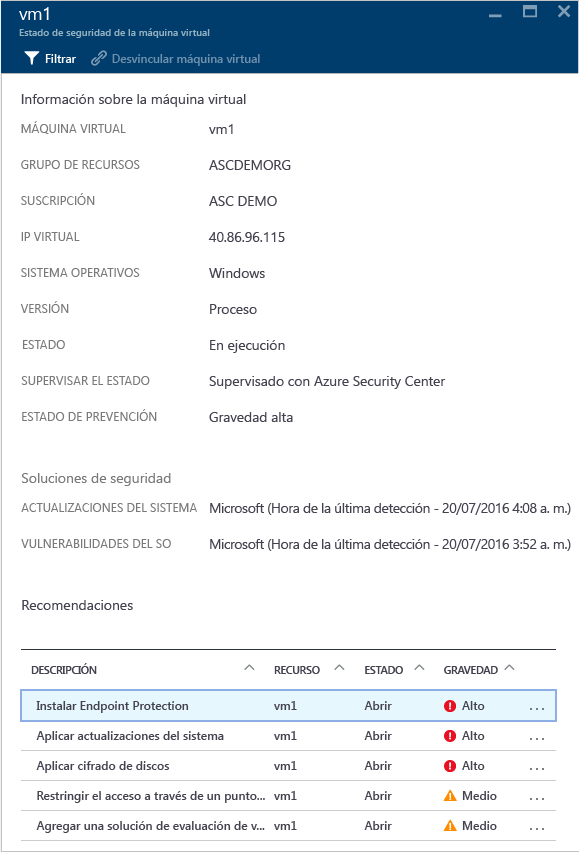 vm1
Estado de seguridad de la máquina virtual
Filtrar Desvincular máquina virtual
Información sobre la máquina virtual
MÁQUINA VIRTUAL vm1
GRUPO DE RECURSOS ASCDEMORG
SUSCRIPCIÓN ASC DEMO
IP VIRTUAL 40.86.96.115
SISTEMA OPERATIVOS Windows
VERSIÓN Proceso
ESTADO En ejecución
SUPERVISAR EL ESTADO Supervisado con Azure Security Center
ESTADO DE PREVENCIÓN Gravedad alta
Soluciones de seguridad
ACTUALIZACIONES DEL SISTEMA Microsoft (Hora de la última detección - 20/07/2016 4:08 a. m.)
VULNERABILIDADES DEL SO Microsoft (Hora de la última detección - 20/07/2016 3:52 a. m.)
Recomendaciones
DESCRIPCIÓN RECURSO ESTADO GRAVEDAD
Instalar Endpoint Protection vm1 Abrir Alto ...
Aplicar actualizaciones del sistema vm1 Abrir Alto ...
Aplicar cifrado de discos vm1 Abrir Alto ...
Restringir el acceso a través de un punto... vm1 Abrir Medio ...
Agregar una solución de evaluación de v... vm1 Abrir Medio ...